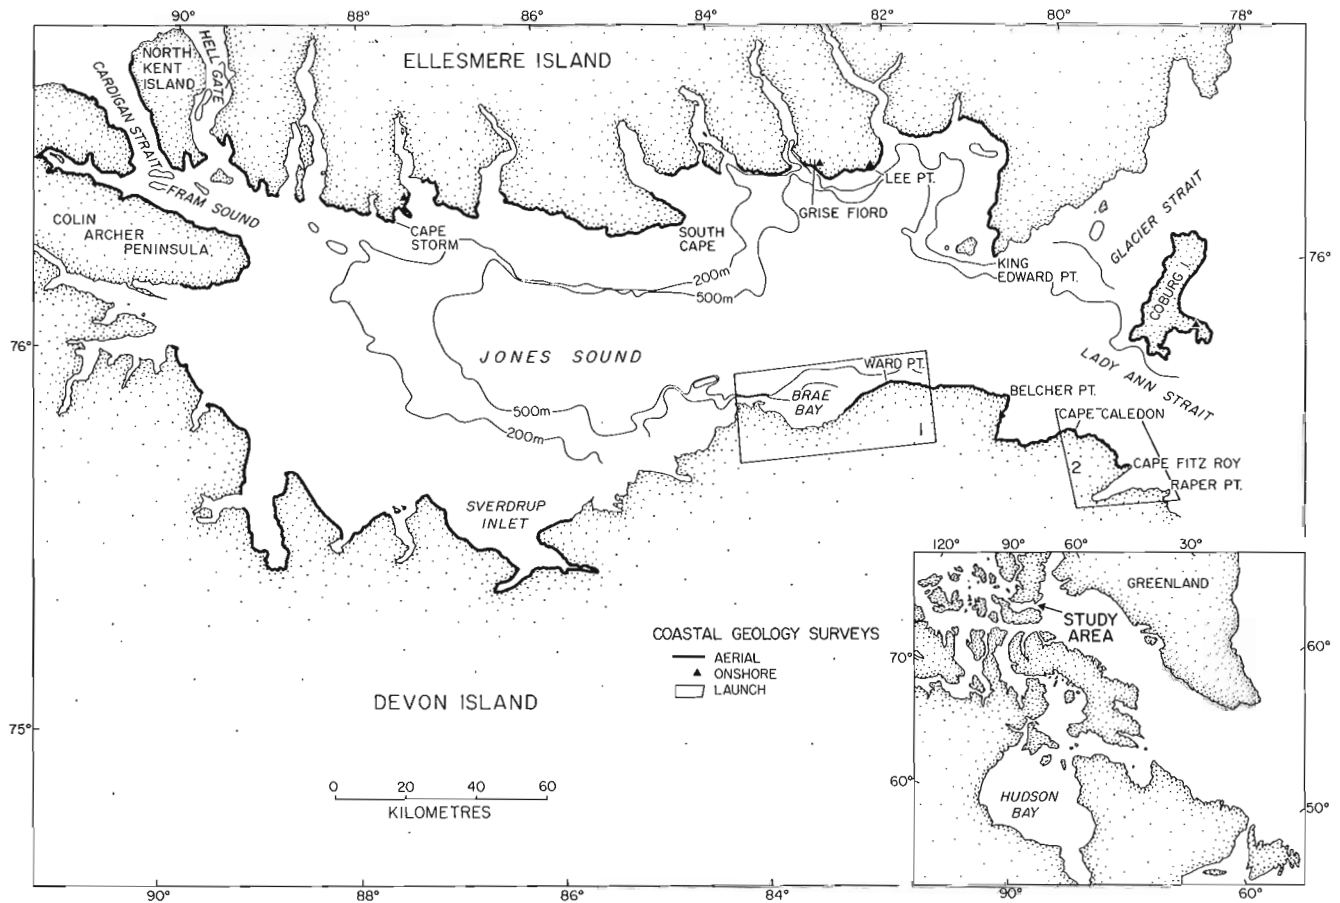 90°
88°
86°
84°
82°
80°
78°
NORTH
KENT
ISLAND
HELL GATE
CARDIGAN STRAIT
ELLESMERE ISLAND
FRAM SOUND
COLIN
ARCHER
PENINSULA
CAPE
STORM
SOUTH
CAPE
GRISE FIORD
LEE PT.
KING
EDWARD PT.
GLACIER STRAIT
COBURG I.
76°
76°
200m
500m
JONES SOUND
LADY ANN STRAIT
WARD PT.
BRAE
BAY
1
BELCHER PT.
CAPE CALEDON
2
CAPE FITZ ROY
RAPER PT.
500m
200m
SVERDRUP
INLET
COASTAL GEOLOGY SURVEYS
AERIAL
ONSHORE
LAUNCH
DEVON ISLAND
75°
0 20 40 60
KILOMETRES
90°
88°
86°
84°
120°
90°
60°
30°
GREENLAND
STUDY
AREA
70°
60°
60°
50°
HUDSON
BAY
90°
60°